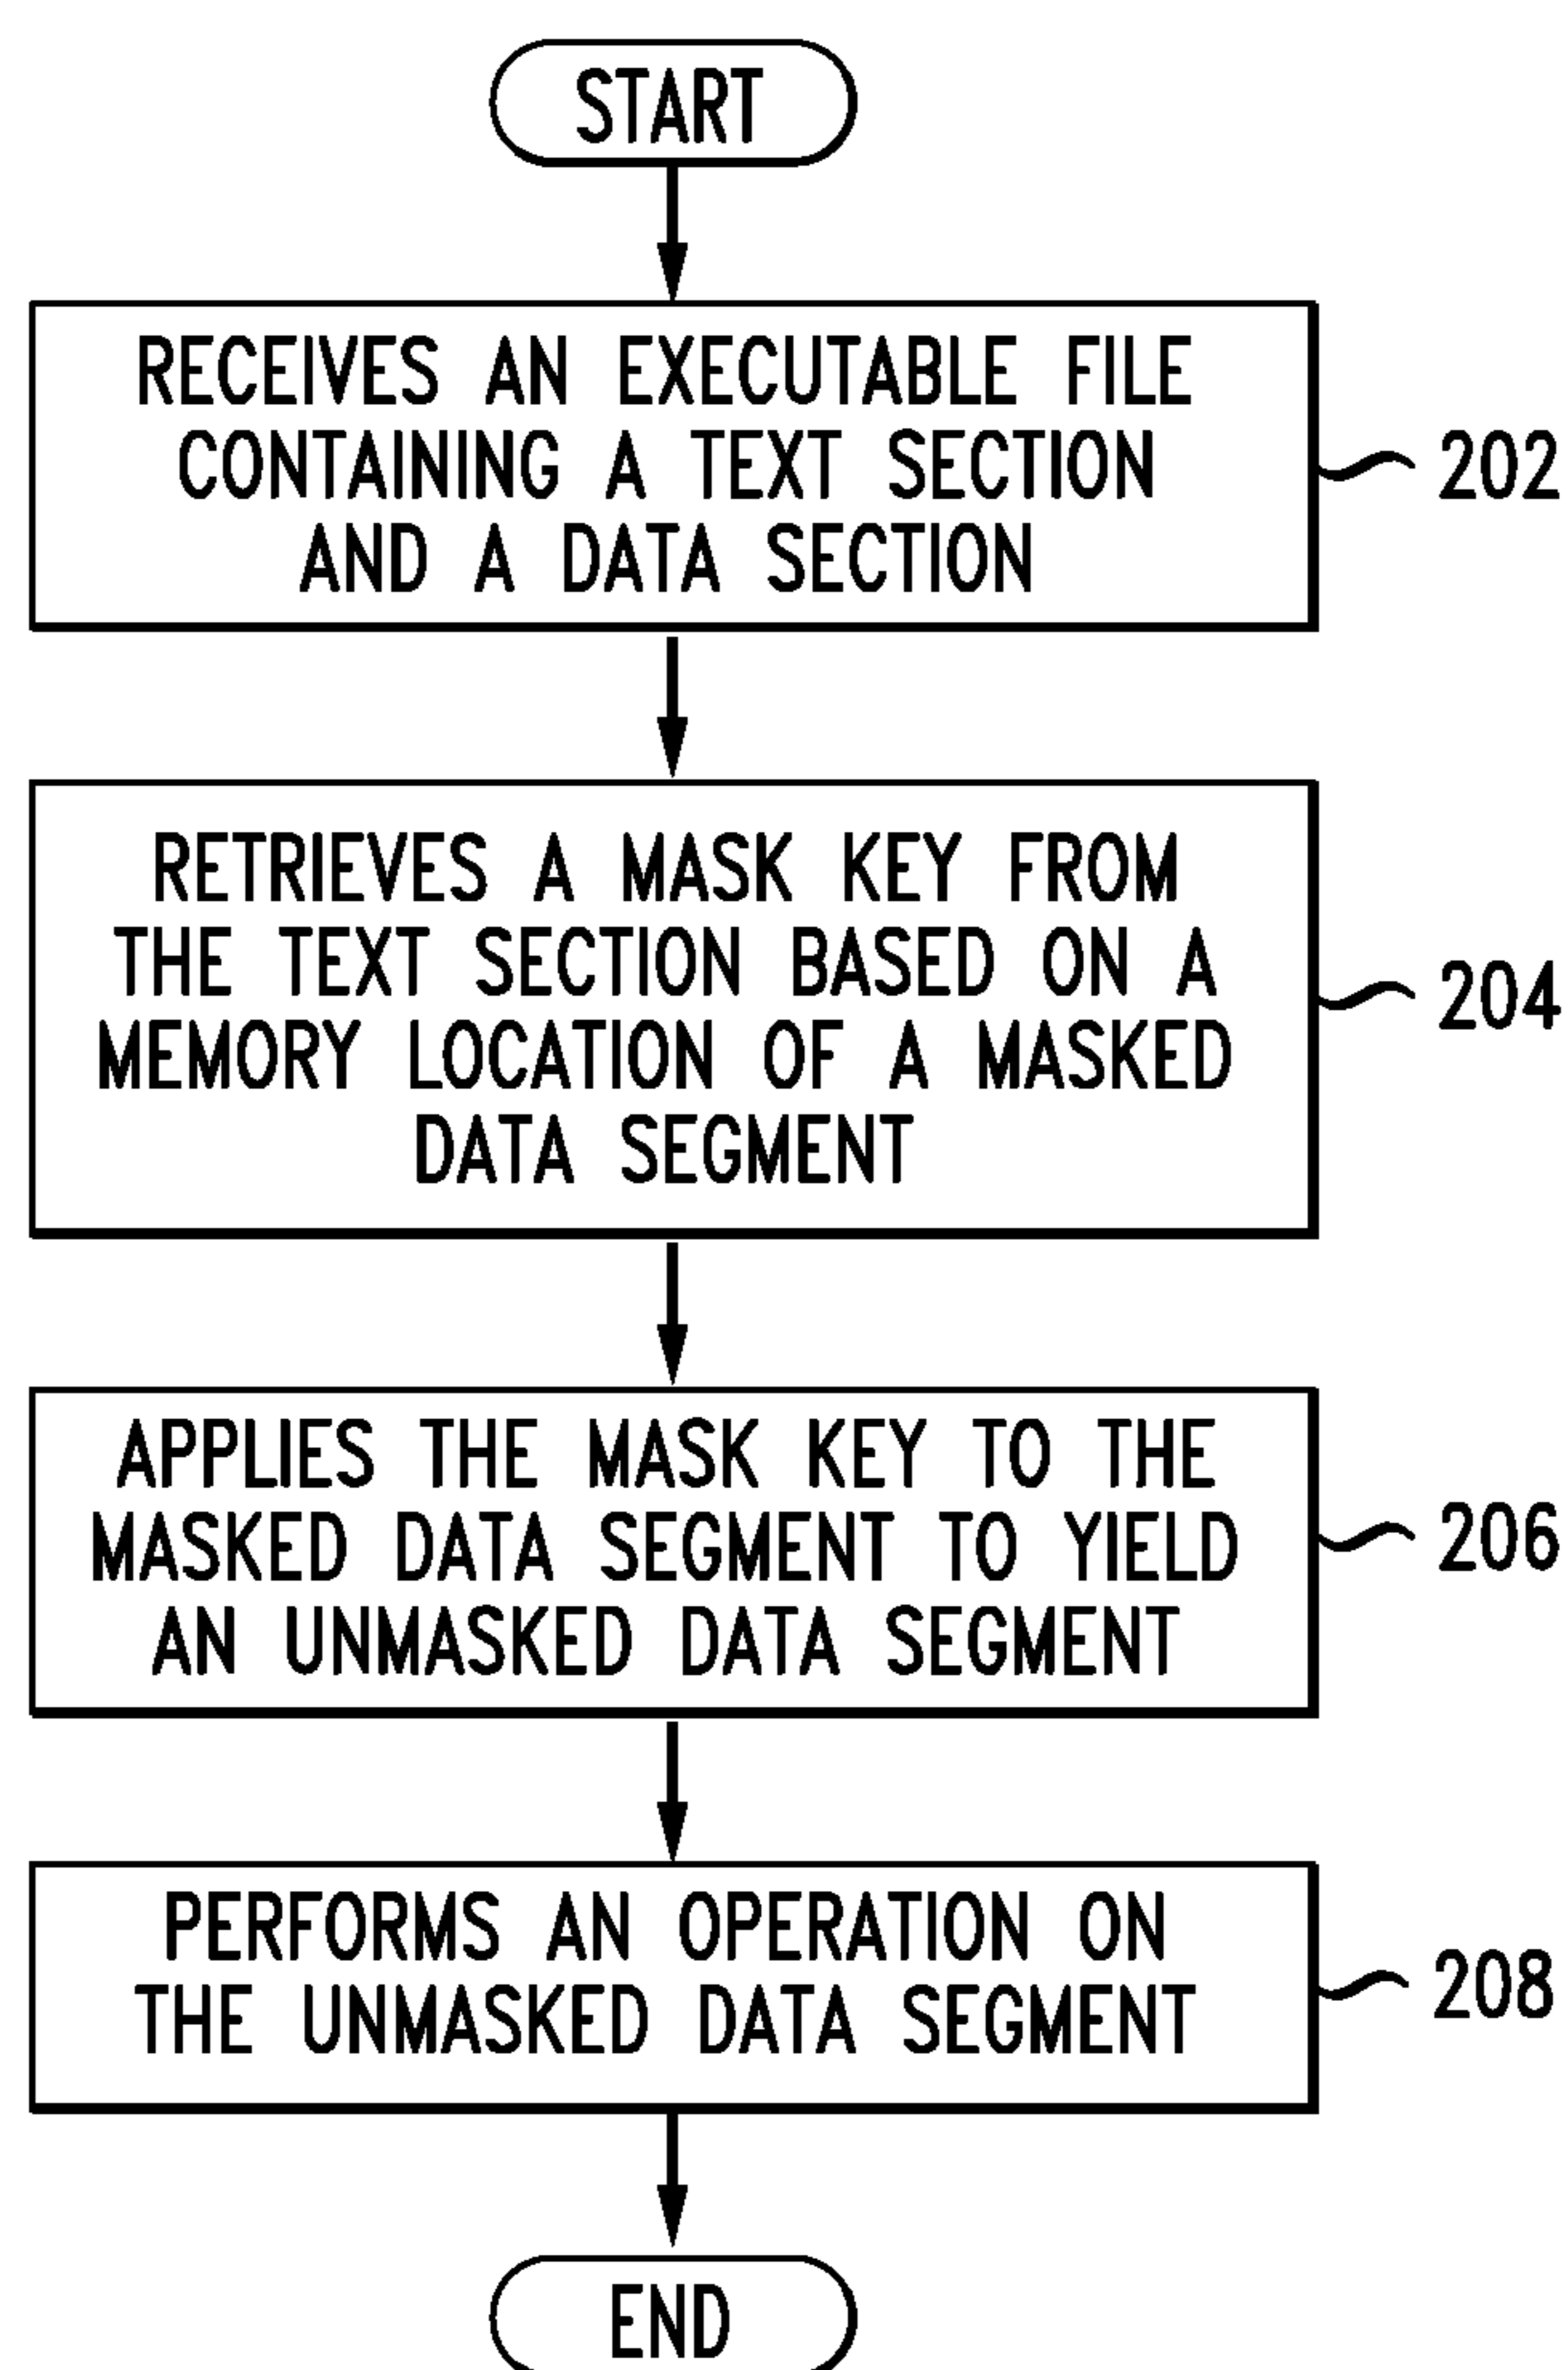 START
RECEIVES AN EXECUTABLE FILE
CONTAINING A TEXT SECTION
AND A DATA SECTION
202
RETRIEVES A MASK KEY FROM
THE TEXT SECTION BASED ON A
MEMORY LOCATION OF A MASKED
DATA SEGMENT
204
APPLIES THE MASK KEY TO THE
MASKED DATA SEGMENT TO YIELD
AN UNMASKED DATA SEGMENT
206
PERFORMS AN OPERATION ON
THE UNMASKED DATA SEGMENT
208
END